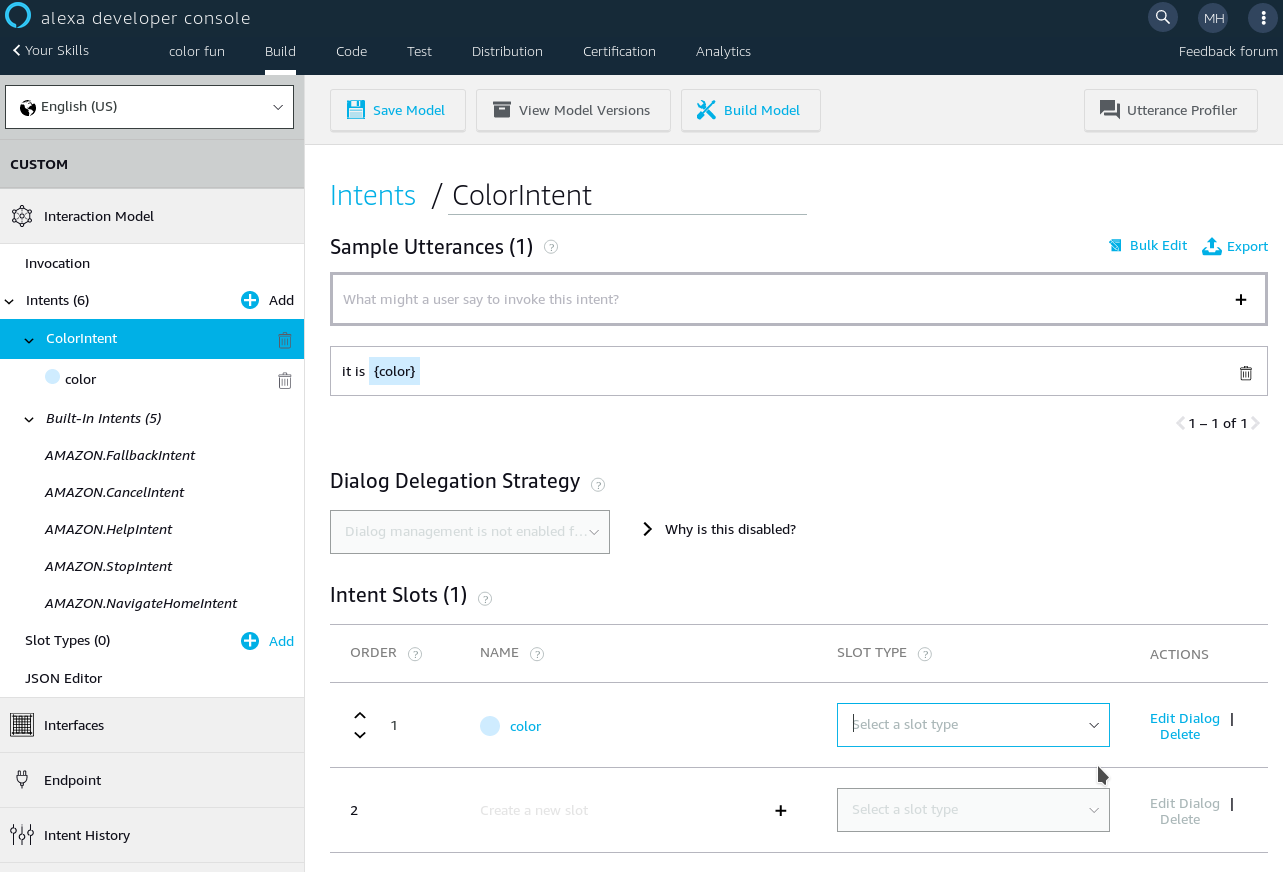 alexa developer console
MH
Your Skills
color fun
Build
Code
Test
Distribution
Certification
Analytics
Feedback forum
English (US)
Save Model
View Model Versions
Build Model
Utterance Profiler
CUSTOM
Interaction Model
Invocation
Intents (6)
Add
ColorIntent
color
Built-In Intents (5)
AMAZON.FallbackIntent
AMAZON.CancelIntent
AMAZON.HelpIntent
AMAZON.StopIntent
AMAZON.NavigateHomeIntent
Slot Types (0)
Add
JSON Editor
Interfaces
Endpoint
Intent History
Intents / ColorIntent
Sample Utterances (1) ?
Bulk Edit
Export
What might a user say to invoke this intent?
it is {color}
1 – 1 of 1
Dialog Delegation Strategy ?
Dialog management is not enabled f...
Why is this disabled?
Intent Slots (1) ?
ORDER ?
NAME ?
SLOT TYPE ?
ACTIONS
1
color
Select a slot type
Edit Dialog |
Delete
2
Create a new slot
Select a slot type
Edit Dialog |
Delete